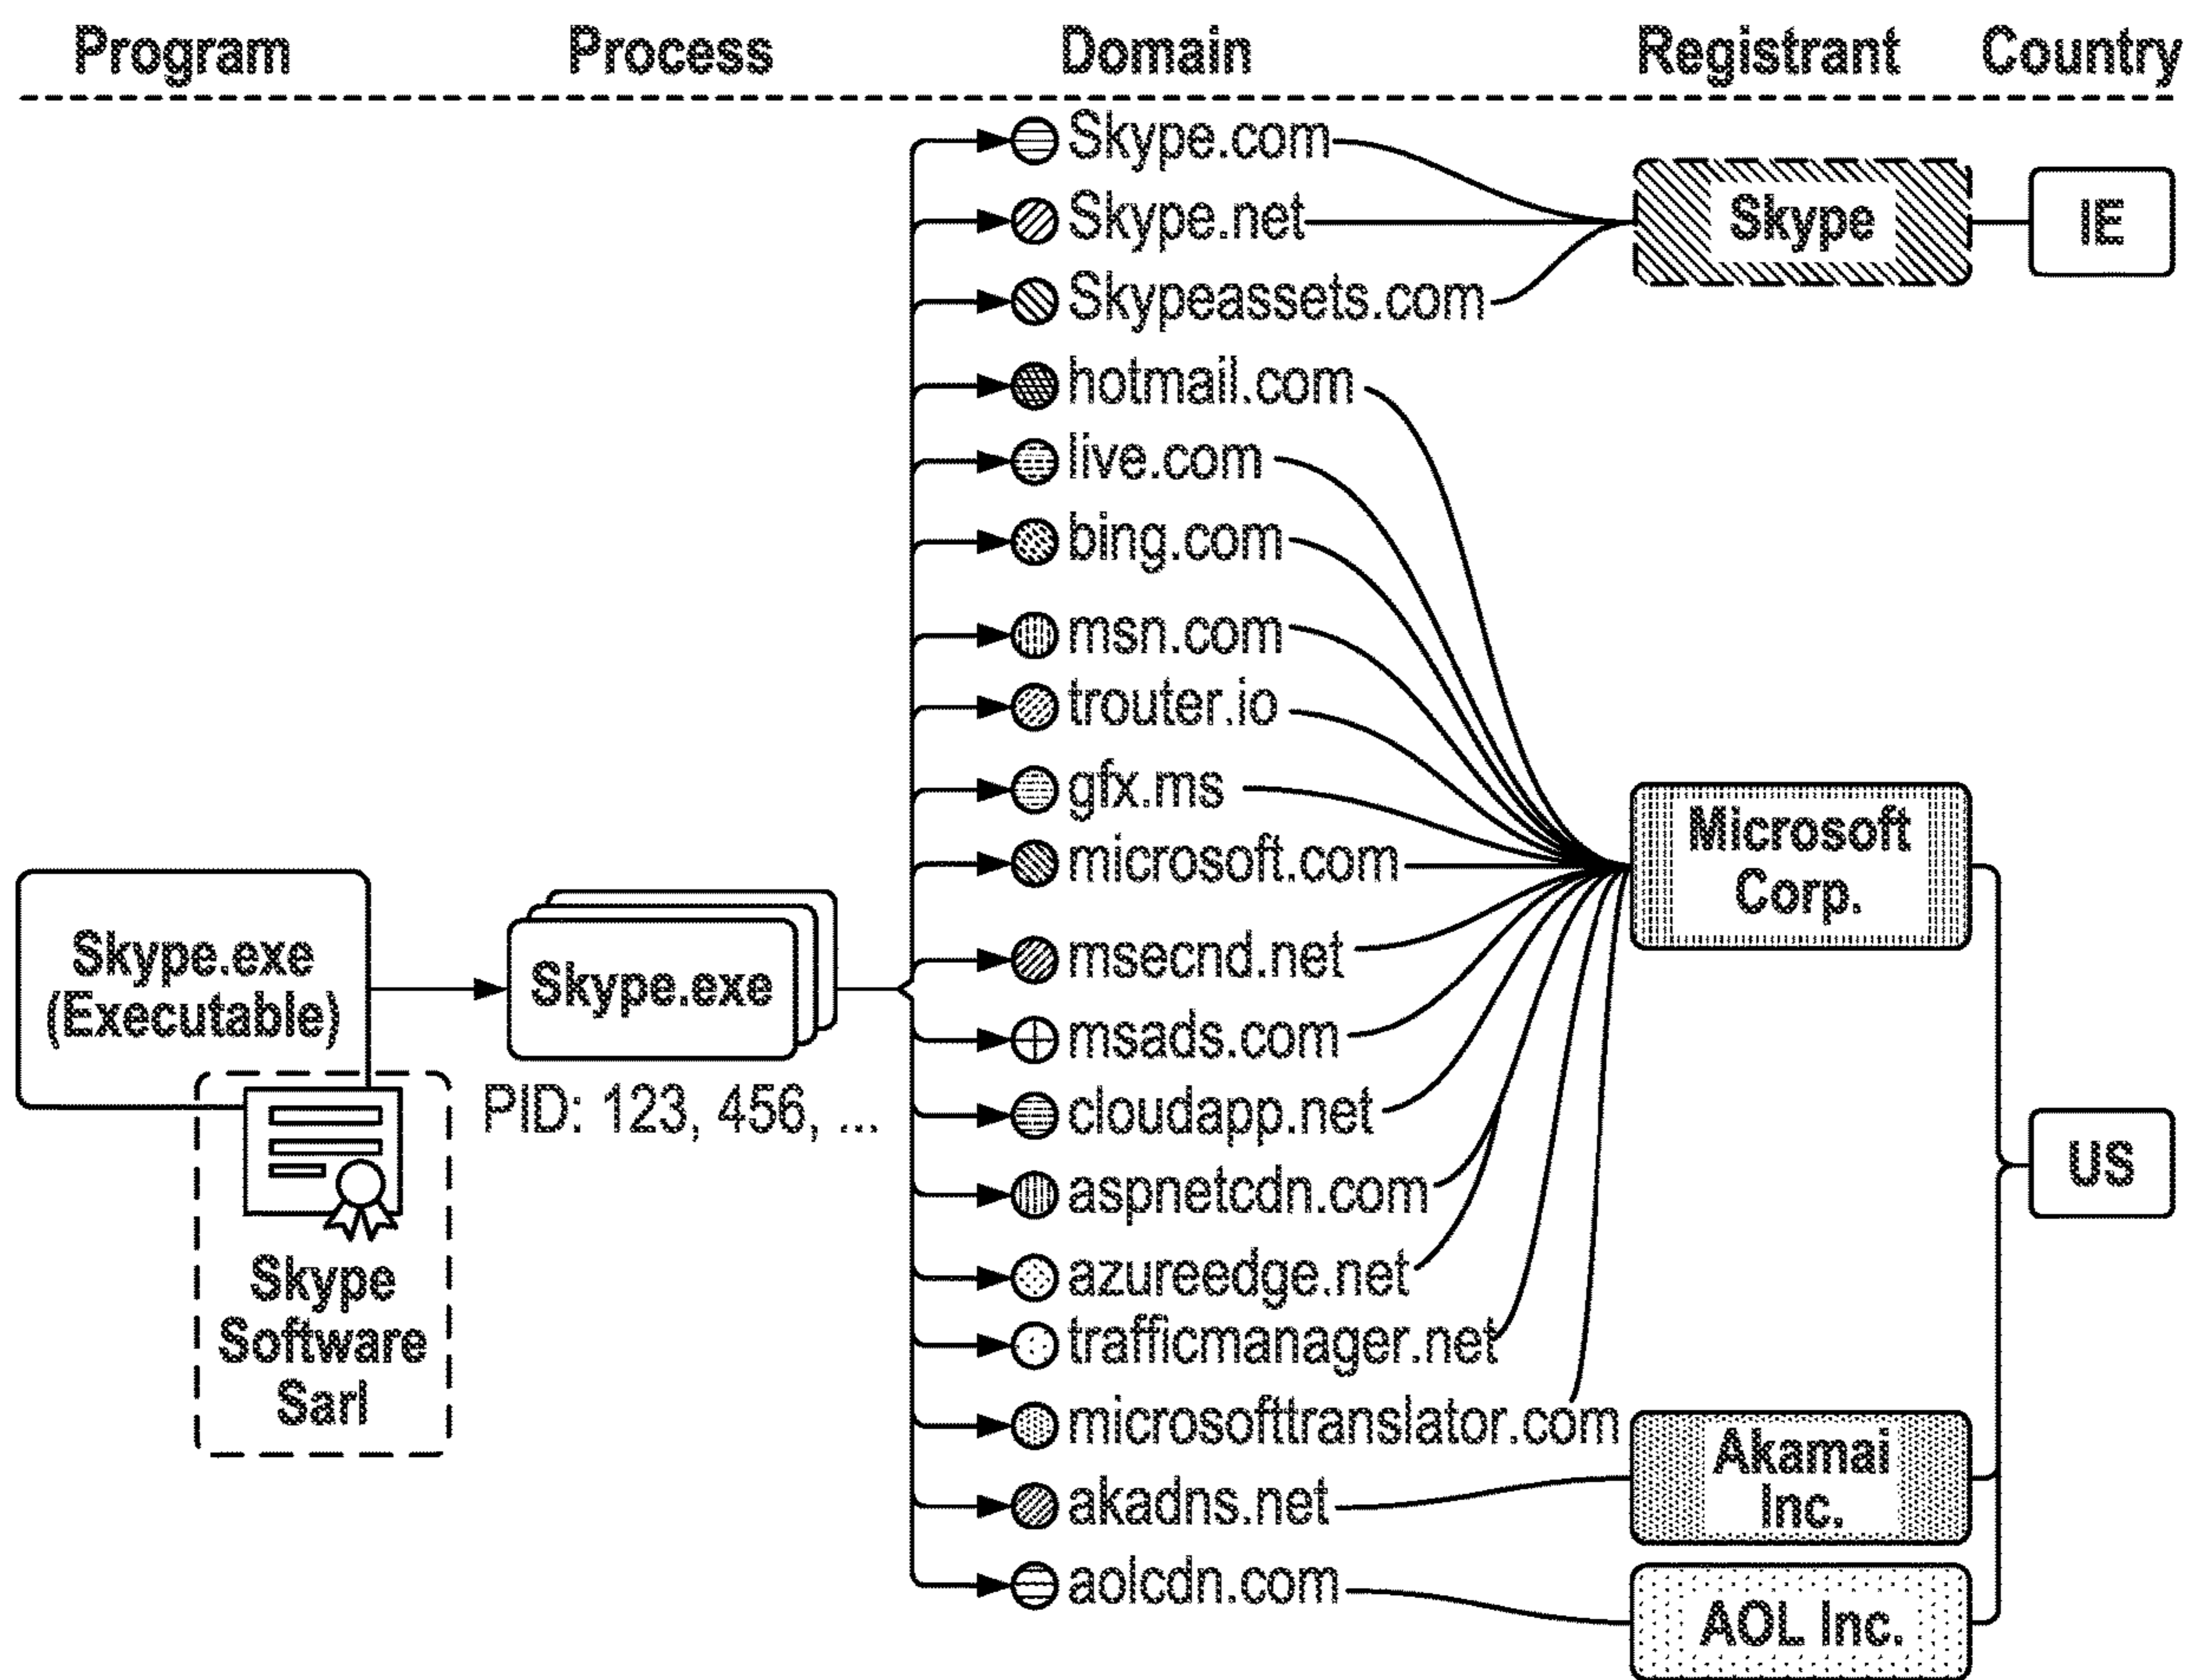 Program Process Domain Registrant Country
Skype.com
Skype.net
Skypeassets.com
hotmail.com
live.com
bing.com
msn.com
trouter.io
gfx.ms
microsoft.com
msecnd.net
msads.com
cloudapp.net
aspnetcdn.com
azureedge.net
trafficmanager.net
microsofttranslator.com
akadns.net
aolcdn.com
Skype.exe
(Executable)
Skype
Software
Sarl
Skype.exe
PID: 123, 456, ...
Skype
IE
Microsoft
Corp.
Akamai
Inc.
AOL Inc.
US